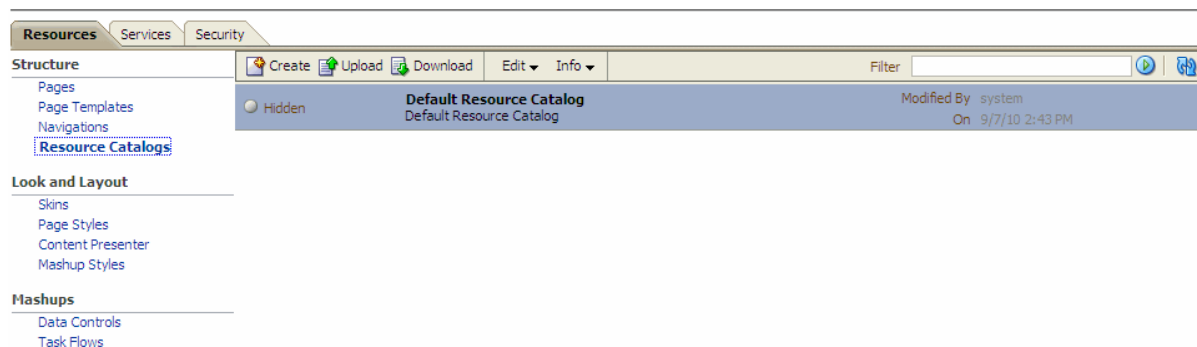 Resources Services Security
Structure
Pages
Page Templates
Navigations
Resource Catalogs
Look and Layout
Skins
Page Styles
Content Presenter
Mashup Styles
Mashups
Data Controls
Task Flows
Create Upload Download Edit Info Filter
Hidden Default Resource Catalog Modified By system
Default Resource Catalog On 9/7/10 2:43 PM